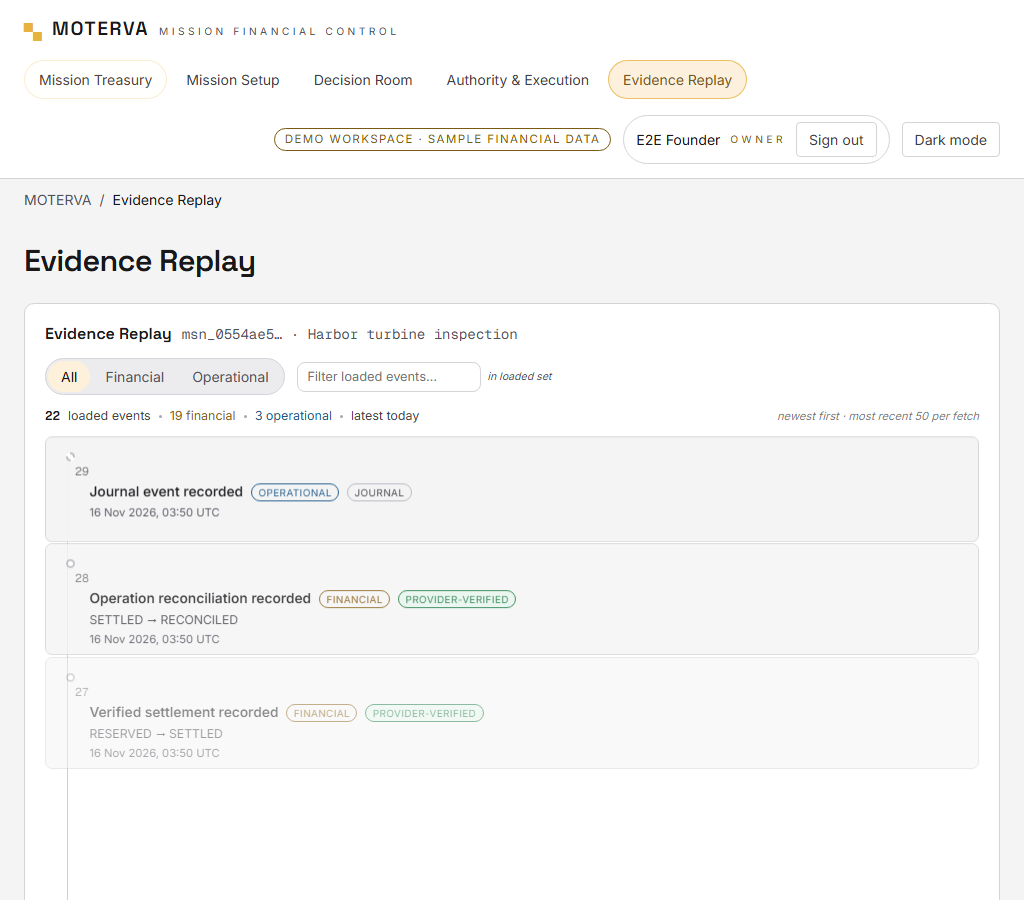 MOTERVA MISSION FINANCIAL CONTROL
Mission Treasury Mission Setup Decision Room Authority & Execution Evidence Replay
DEMO WORKSPACE · SAMPLE FINANCIAL DATA E2E Founder OWNER Sign out Dark mode
MOTERVA / Evidence Replay
Evidence Replay
Evidence Replay msn_0554ae5… · Harbor turbine inspection
All Financial Operational Filter loaded events... in loaded set
22 loaded events • 19 financial • 3 operational • latest today newest first · most recent 50 per fetch
29
Journal event recorded OPERATIONAL JOURNAL
16 Nov 2026, 03:50 UTC
28
Operation reconciliation recorded FINANCIAL PROVIDER-VERIFIED
SETTLED → RECONCILED
16 Nov 2026, 03:50 UTC
27
Verified settlement recorded FINANCIAL PROVIDER-VERIFIED
RESERVED → SETTLED
16 Nov 2026, 03:50 UTC